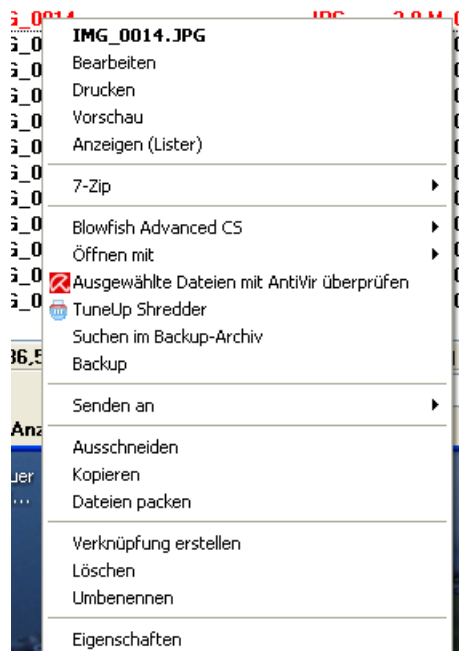 IMG_0014.JPG
Bearbeiten
Drucken
Vorschau
Anzeigen (Lister)
7-Zip
Blowfish Advanced CS
Öffnen mit
Ausgewählte Dateien mit AntiVir überprüfen
TuneUp Shredder
Suchen im Backup-Archiv
Backup
Senden an
Ausschneiden
Kopieren
Dateien packen
Verknüpfung erstellen
Löschen
Umbenennen
Eigenschaften